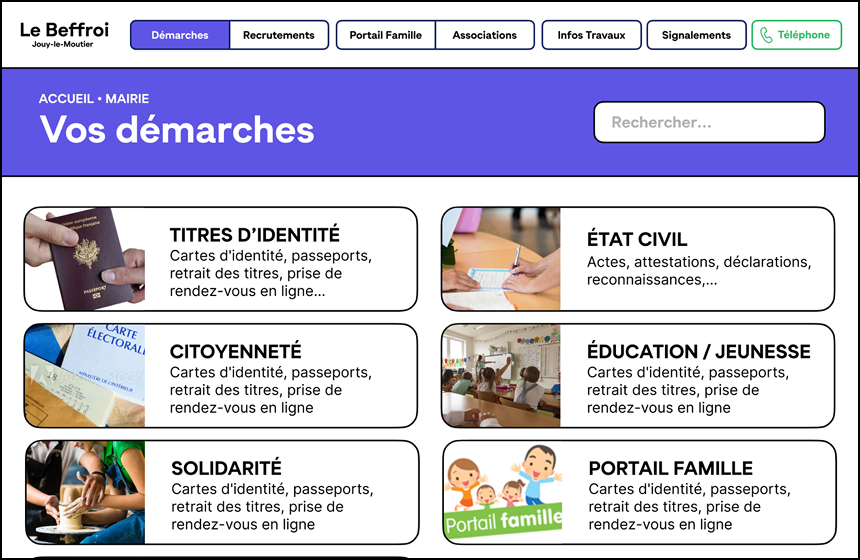 Le Beffroi
Jouy-le-Moutier
Démarches
Recrutements
Portail Famille
Associations
Infos Travaux
Signalements
Téléphone
ACCUEIL • MAIRIE
Vos démarches
Rechercher...
PASSEPORT
TITRES D'IDENTITÉ
Cartes d'identité, passeports,
retrait des titres, prise de
rendez-vous en ligne...
ÉTAT CIVIL
Actes, attestations, déclarations,
reconnaissances,...
CARTE
ÉLECTORALE
CITOYENNETÉ
Cartes d'identité, passeports,
retrait des titres, prise de
rendez-vous en ligne
ÉDUCATION / JEUNESSE
Cartes d'identité, passeports,
retrait des titres, prise de
rendez-vous en ligne
SOLIDARITÉ
Cartes d'identité, passeports,
retrait des titres, prise de
rendez-vous en ligne
Portail famille
PORTAIL FAMILLE
Cartes d'identité, passeports,
retrait des titres, prise de
rendez-vous en ligne